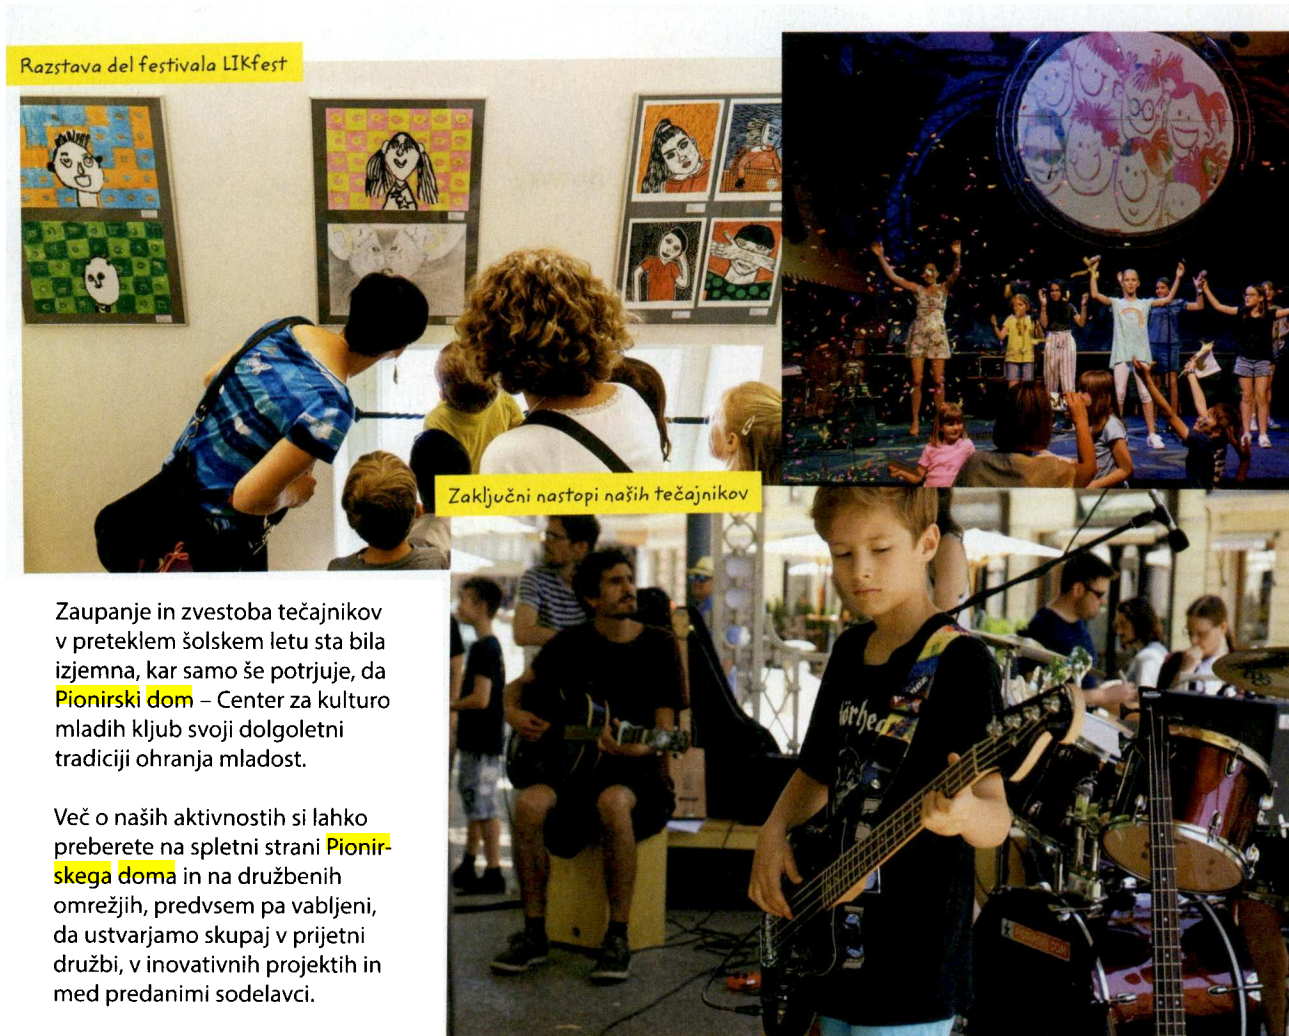 Razstava del festivala LIKfest
Zaključni nastopi naših tečajnikov
Zaupanje in zvestoba tečajnikov
v preteklem šolskem letu sta bila
izjemna, kar samo še potrjuje, da
Pionirski dom – Center za kulturo
mladih kljub svoji dolgoletni
tradiciji ohranja mladost.
Več o naših aktivnostih si lahko
preberete na spletni strani Pionir-
skega doma in na družbenih
omrežjih, predvsem pa vabljeni,
da ustvarjamo skupaj v prijetni
družbi, v inovativnih projektih in
med predanimi sodelavci.
PIONIRSKI DOM